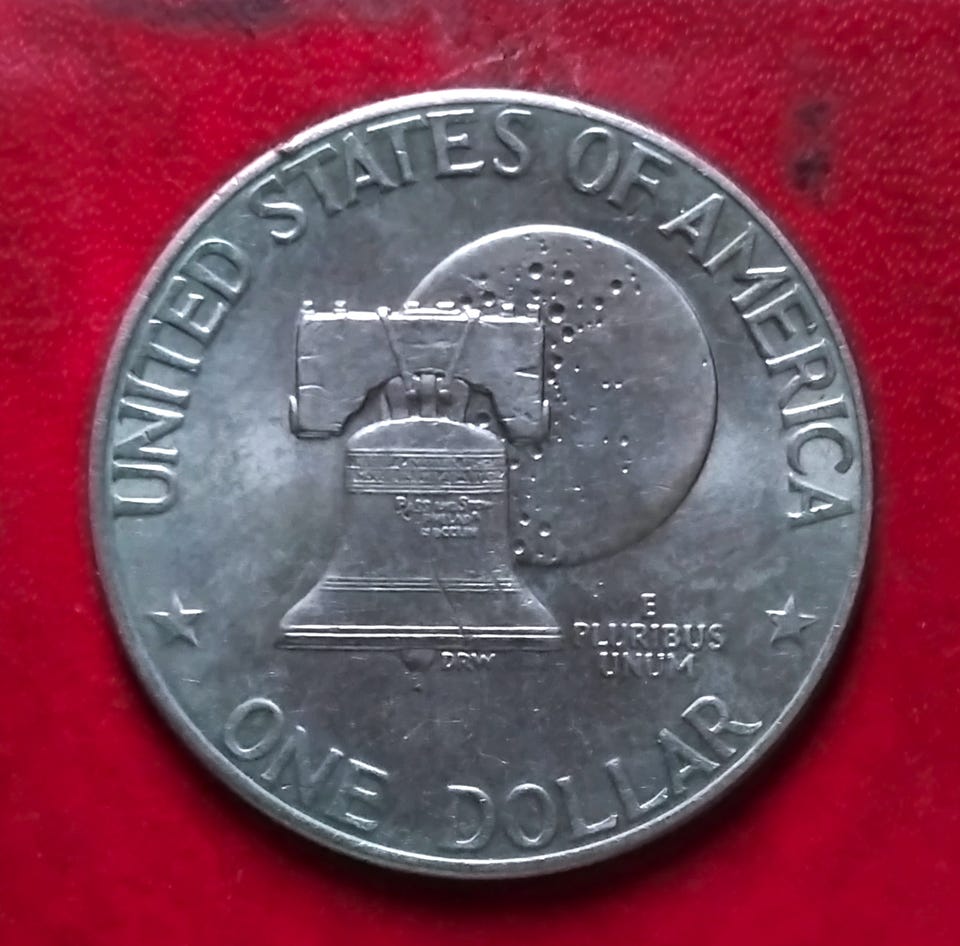 UNITED STATES OF AMERICA
E
PLURIBUS
UNUM
DRW
ONE DOLLAR